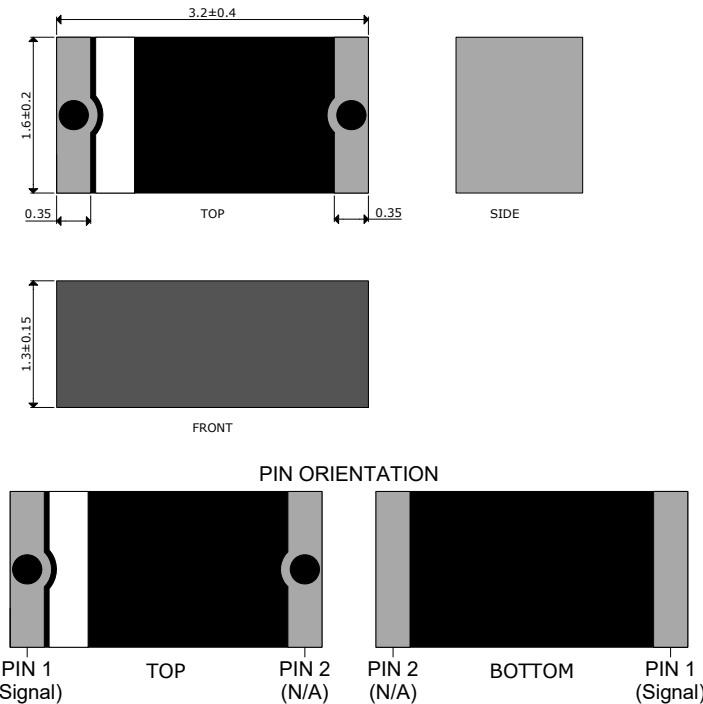 3.2±0.4
1.6±0.2
0.35
TOP
0.35
SIDE
1.3±0.15
FRONT
PIN ORIENTATION
PIN 1
Signal)
TOP
PIN 2
(N/A)
PIN 2
(N/A)
BOTTOM
PIN 1
(Signal)